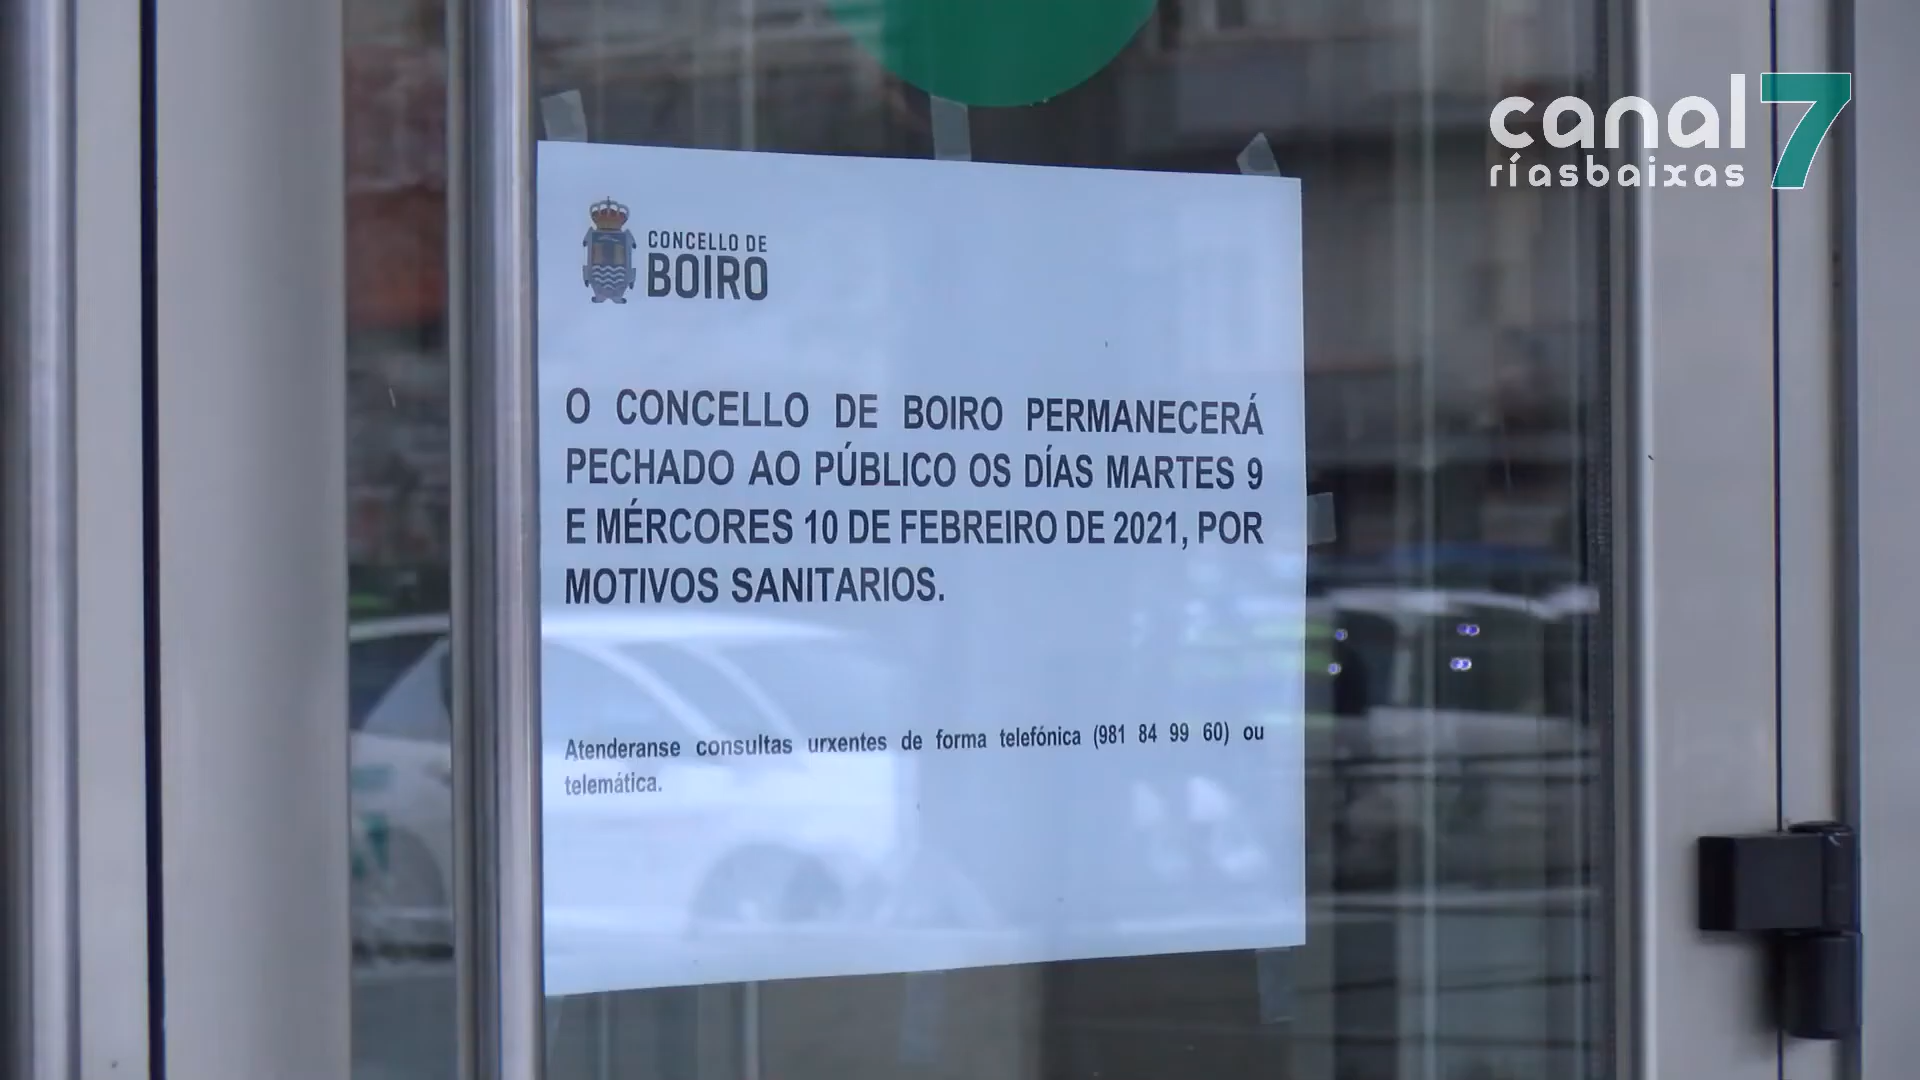 canal 7
ríasbaixas
CONCELLO DE
BOIRO
O CONCELLO DE BOIRO PERMANECERÁ
PECHADO AO PÚBLICO OS DÍAS MARTES 9
E MÉRCORES 10 DE FEBREIRO DE 2021, POR
MOTIVOS SANITARIOS.
Atenderanse consultas urxentes de forma telefónica (981 84 99 60) ou
telemática.